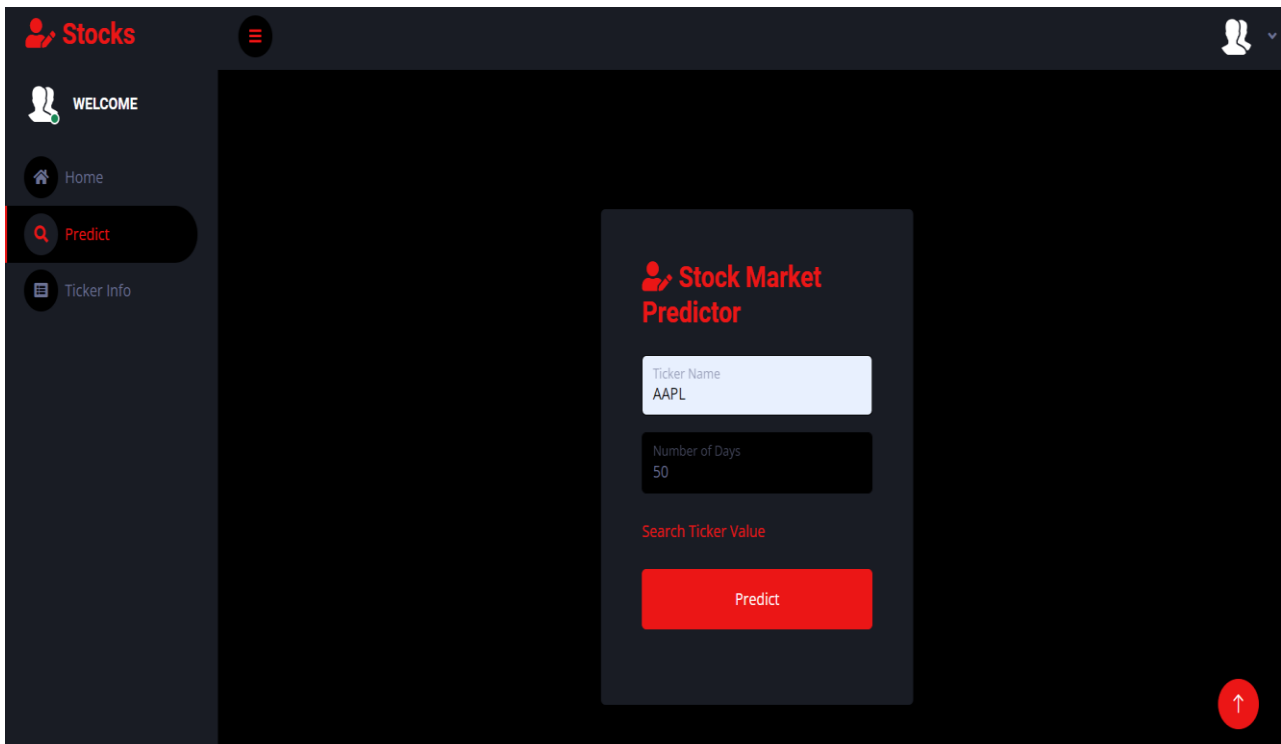 Stocks
WELCOME
Home
Predict
Ticker Info
Stock Market
Predictor
Ticker Name
AAPL
Number of Days
50
Search Ticker Value
Predict